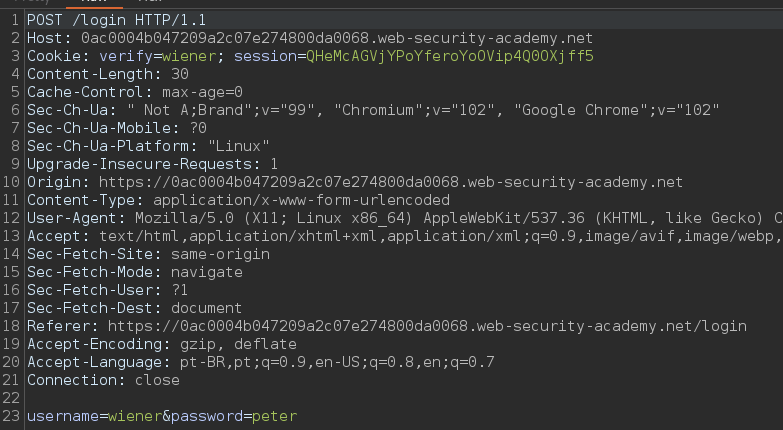 1 POST /login HTTP/1.1
2 Host: 0ac0004b047209a2c07e274800da0068.web-security-academy.net
3 Cookie: verify=wiener; session=QHeMcAGVjYPoYferoYoOVip4Q0OXjff5
4 Content-Length: 30
5 Cache-Control: max-age=0
6 Sec-Ch-Ua: " Not A;Brand";v="99", "Chromium";v="102", "Google Chrome";v="102"
7 Sec-Ch-Ua-Mobile: ?0
8 Sec-Ch-Ua-Platform: "Linux"
9 Upgrade-Insecure-Requests: 1
10 Origin: https://0ac0004b047209a2c07e274800da0068.web-security-academy.net
11 Content-Type: application/x-www-form-urlencoded
12 User-Agent: Mozilla/5.0 (X11; Linux x86_64) AppleWebKit/537.36 (KHTML, like Gecko) C
13 Accept: text/html,application/xhtml+xml,application/xml;q=0.9,image/avif,image/webp,
14 Sec-Fetch-Site: same-origin
15 Sec-Fetch-Mode: navigate
16 Sec-Fetch-User: ?1
17 Sec-Fetch-Dest: document
18 Referer: https://0ac0004b047209a2c07e274800da0068.web-security-academy.net/login
19 Accept-Encoding: gzip, deflate
20 Accept-Language: pt-BR,pt;q=0.9,en-US;q=0.8,en;q=0.7
21 Connection: close
22
23 username=wiener&password=peter